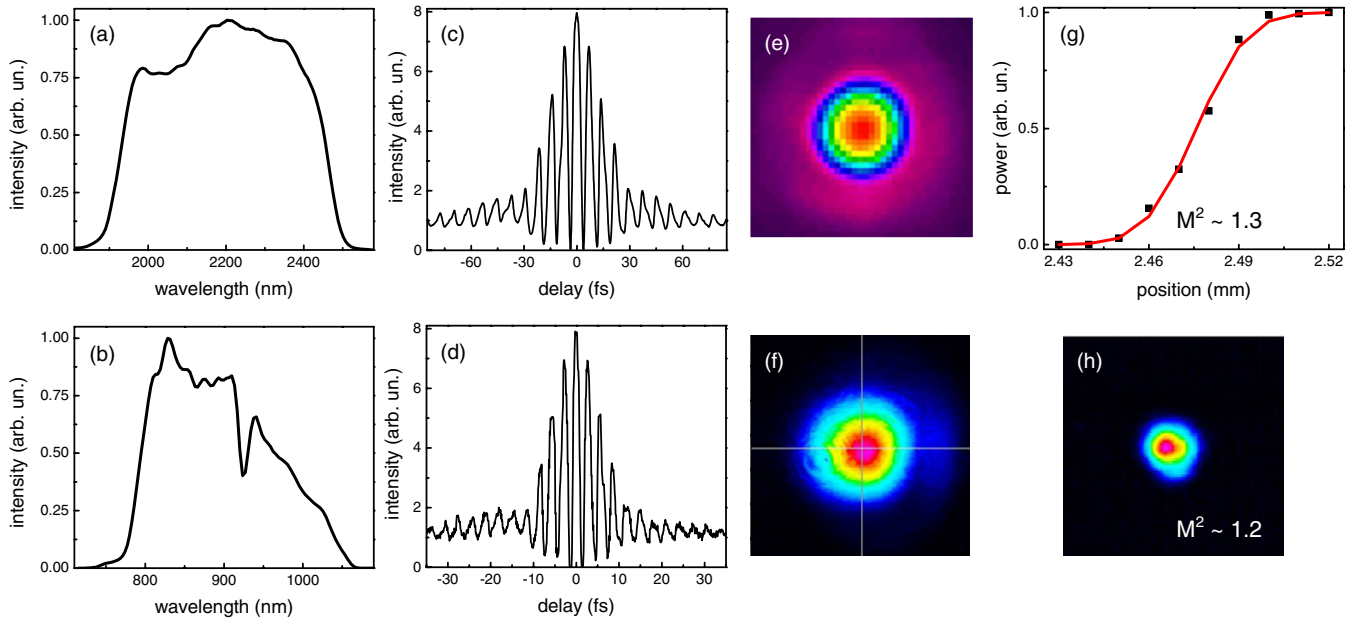 (a)
intensity (arb. un.)
1.00
0.75
0.50
0.25
0.00
2000
2200
2400
wavelength (nm)
(c)
intensity (arb. un.)
8
6
4
2
0
-60
-30
0
30
60
delay (fs)
(e)
(g)
power (arb. un.)
1.0
0.5
0.0
M² ~ 1.3
2.43
2.46
2.49
2.52
position (mm)
(b)
intensity (arb. un.)
1.00
0.75
0.50
0.25
0.00
800
900
1000
wavelength (nm)
(d)
intensity (arb. un.)
8
6
4
2
0
-30
-20
-10
0
10
20
30
delay (fs)
(f)
(h)
M² ~ 1.2